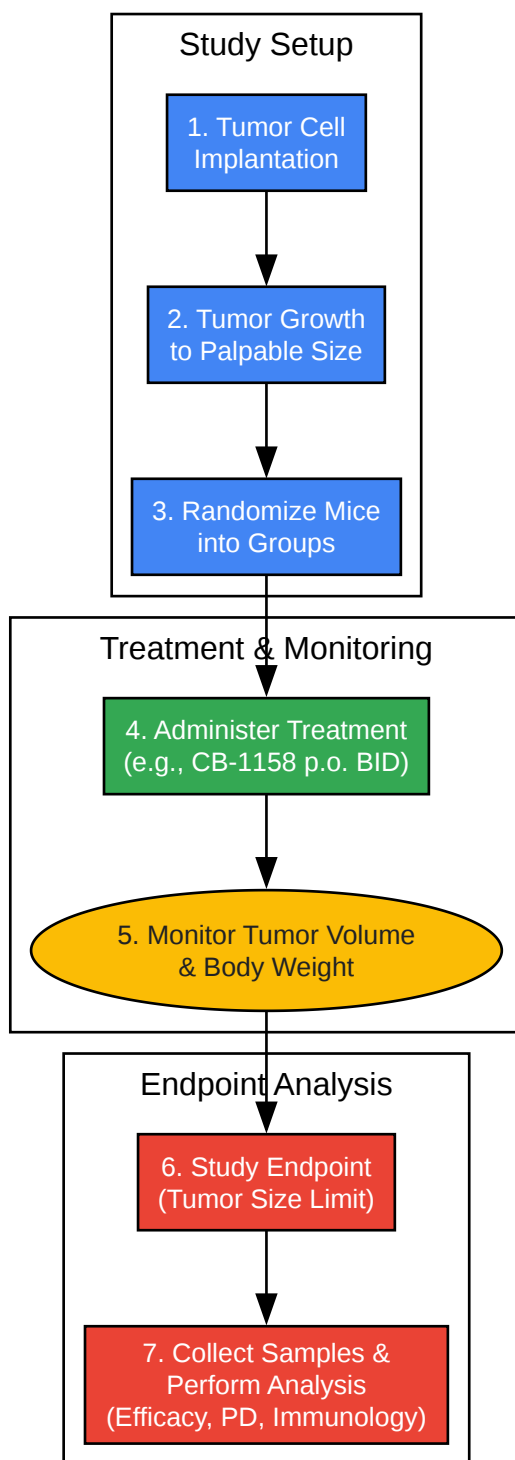 Study Setup
1. Tumor Cell
Implantation
2. Tumor Growth
to Palpable Size
3. Randomize Mice
into Groups
Treatment & Monitoring
4. Administer Treatment
(e.g., CB-1158 p.o. BID)
5. Monitor Tumor Volume
& Body Weight
Endpoint Analysis
6. Study Endpoint
(Tumor Size Limit)
7. Collect Samples &
Perform Analysis
(Efficacy, PD, Immunology)